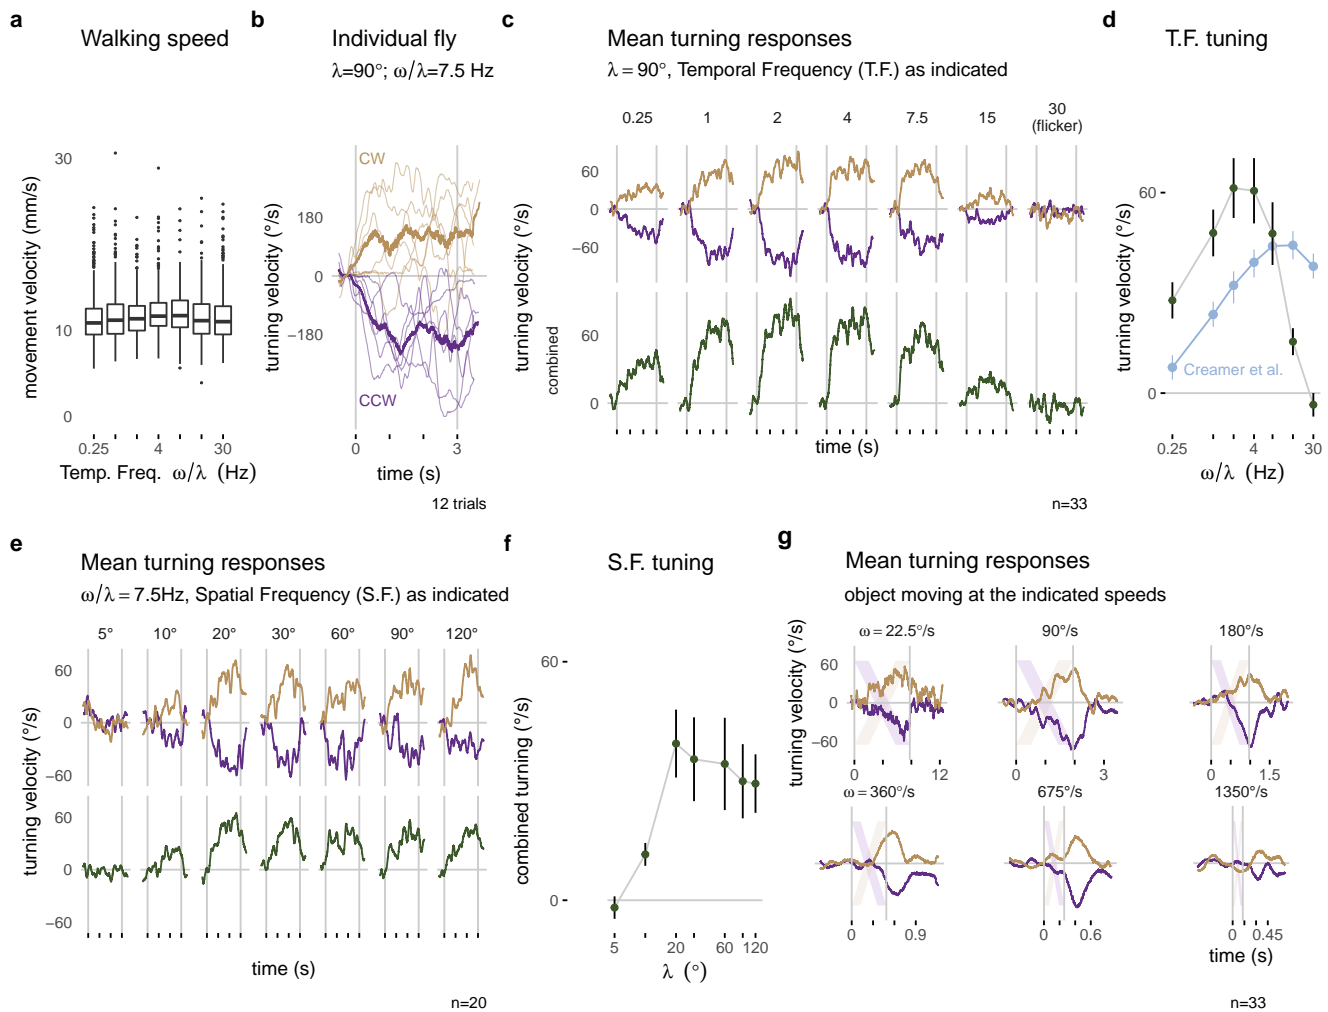 a
Walking speed
movement velocity (mm/s)
30
10
0
0.25
4
30
Temp. Freq. ω/λ (Hz)
b
Individual fly
λ=90°; ω/λ=7.5 Hz
turning velocity (°/s)
CW
180
0
−180
CCW
0
3
time (s)
12 trials
c
Mean turning responses
λ = 90°, Temporal Frequency (T.F.) as indicated
0.25
1
2
4
7.5
15
30
(flicker)
turning velocity (°/s)
60
0
−60
combined
60
0
time (s)
n=33
d
T.F. tuning
turning velocity (°/s)
60
0
Creamer et al.
0.25
4
30
ω/λ (Hz)
e
Mean turning responses
ω/λ = 7.5Hz, Spatial Frequency (S.F.) as indicated
5°
10°
20°
30°
60°
90°
120°
turning velocity (°/s)
60
0
−60
60
0
−60
time (s)
n=20
f
S.F. tuning
combined turning (°/s)
60
0
5
20
60
120
λ (°)
g
Mean turning responses
object moving at the indicated speeds
turning velocity (°/s)
ω = 22.5°/s
90°/s
180°/s
60
0
−60
0
12
0
3
0
1.5
ω = 360°/s
675°/s
1350°/s
0
0.9
0
0.6
0
0.45
time (s)
n=33